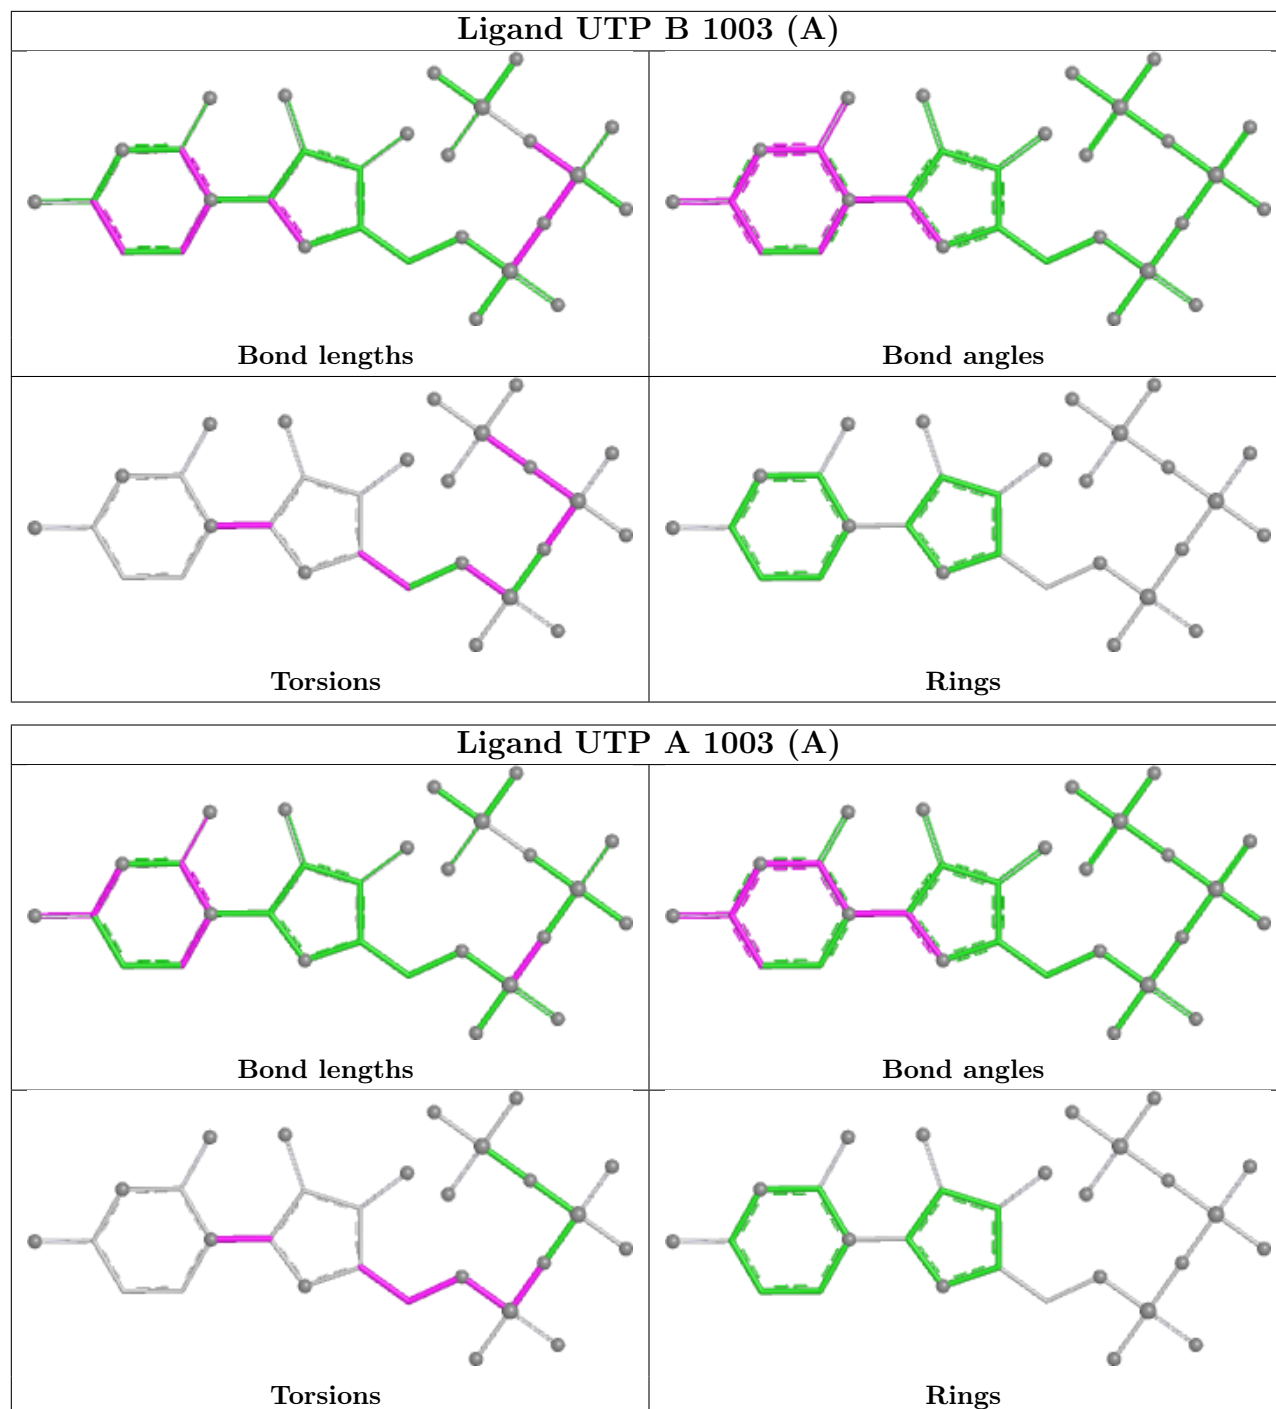 Ligand UTP B 1003 (A)
Bond lengths
Bond angles
Torsions
Rings
Ligand UTP A 1003 (A)
Bond lengths
Bond angles
Torsions
Rings